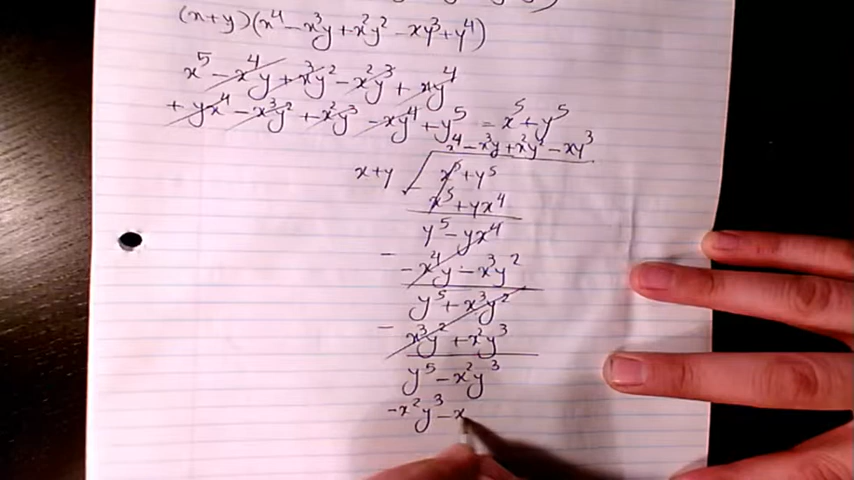 (x+y)(x⁴-x³y+x²y²-xy³+y⁴)
x⁵-x⁴y+x³y²-x²y³+xy⁴
+yx⁴-x³y²+x²y³-xy⁴+y⁵=x⁵+y⁵
x⁴-x³y+x²y²-xy³
x+y √x⁵+y⁵
-x⁵+yx⁴
y⁵-yx⁴
- -x⁴y-x³y²
y⁵+x³y²
- x³y²+x²y³
y⁵-x²y³
-x²y³-x